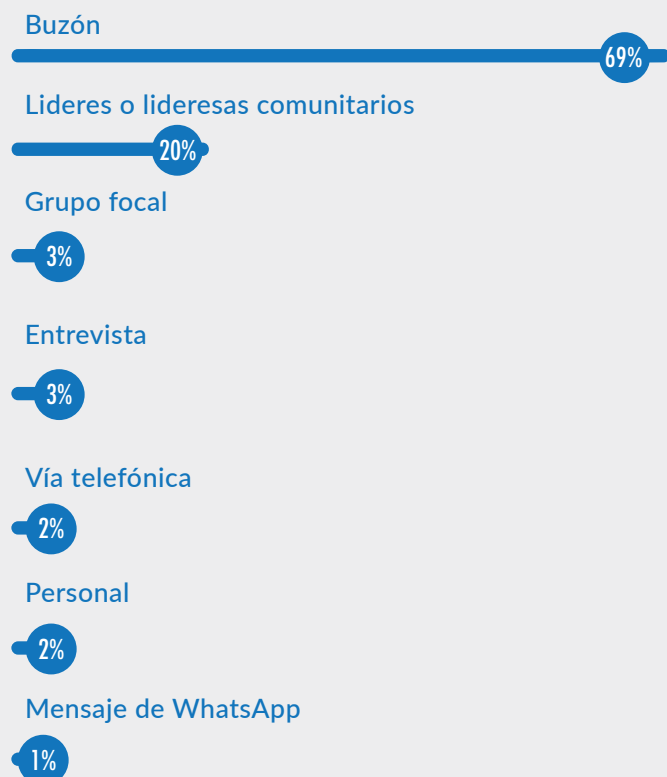 Buzón
69%
Lideres o lideresas comunitarios
20%
Grupo focal
3%
Entrevista
3%
Vía telefónica
2%
Personal
2%
Mensaje de WhatsApp
1%